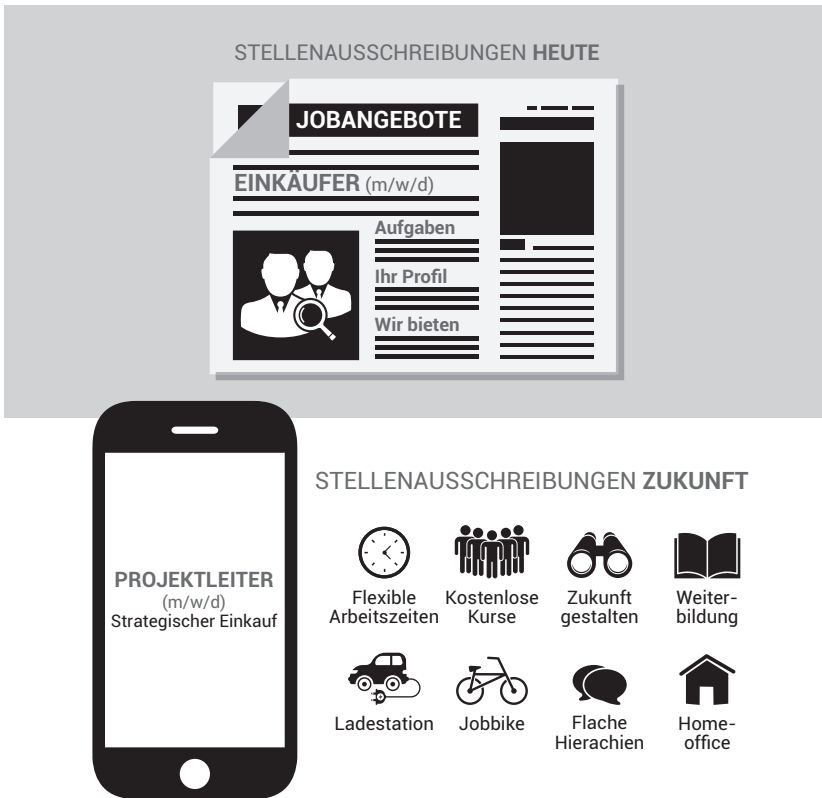 STELLENAUSSCHREIBUNGEN HEUTE
JOBANGEBOTE
EINKÄUFER (m/w/d)
Aufgaben
Ihr Profil
Wir bieten
STELLENAUSSCHREIBUNGEN ZUKUNFT
PROJEKTLEITER
(m/w/d)
Strategischer Einkauf
Flexible
Arbeitszeiten
Kostenlose
Kurse
Zukunft
gestalten
Weiter-
bildung
Ladestation
Jobbike
Flache
Hierachien
Home-
office